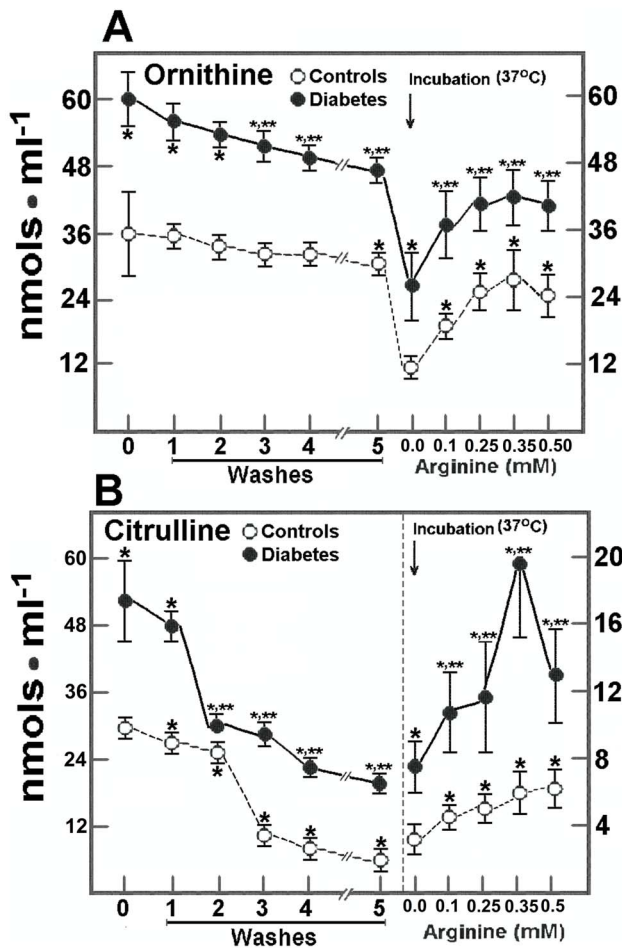 A
Ornithine
Controls
Diabetes
Incubation (37ºC)
nmols • ml-1
60
48
36
24
12
60
48
36
24
12
* * * *,** *,** *,**
*
* *,** *,** *,** *,**
* * * *
0 1 2 3 4 5 0.0 0.1 0.25 0.35 0.50
Washes
Arginine (mM)
B
Citrulline
Controls
Diabetes
Incubation (37ºC)
nmols • ml-1
60
48
36
24
12
20
16
12
8
4
* * *,** *,** *,** *,**
* * * * *
* *,** *,** *,** *,**
* * * *
0 1 2 3 4 5 0.0 0.1 0.25 0.35 0.5
Washes
Arginine (mM)